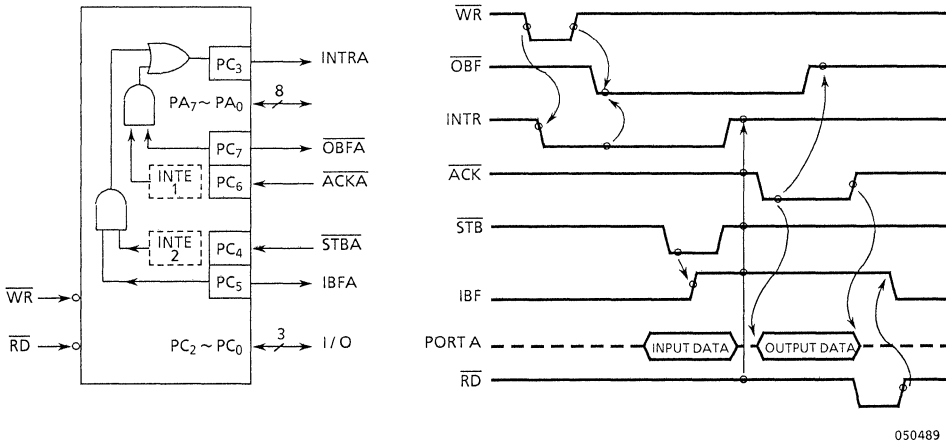 PC3
INTRA
PA7~PA0
8
PC7
OBFA
INTE
1
PC6
ACKA
INTE
2
PC4
STBA
PC5
IBFA
WR
RD
PC2~PC0
3
I/O
WR
OBF
INTR
ACK
STB
IBF
PORT A
INPUT DATA
OUTPUT DATA
RD
050489